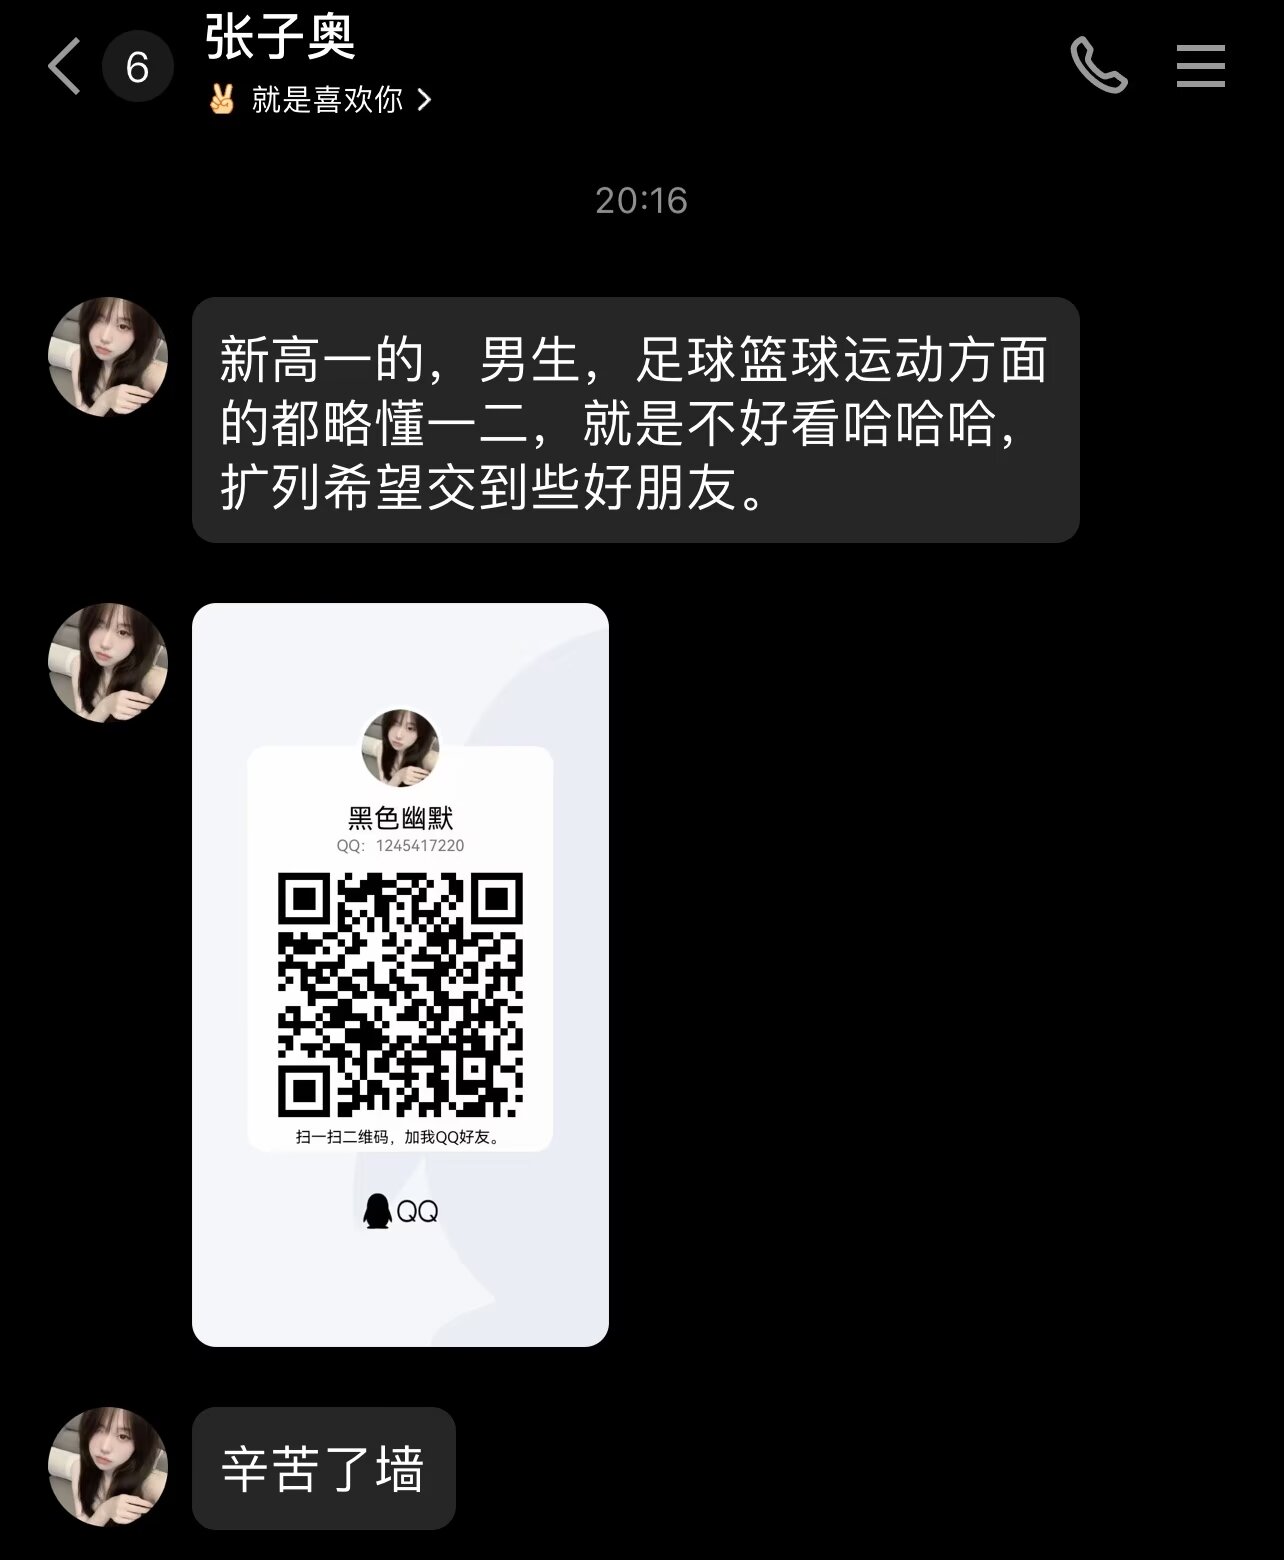 6
张子奥
✌🏻 就是喜欢你
20:16
新高一的，男生，足球篮球运动方面
的都略懂一二，就是不好看哈哈哈，
扩列希望交到些好朋友。
黑色幽默
QQ：1245417220
扫一扫二维码，加我QQ好友。
QQ
辛苦了墙